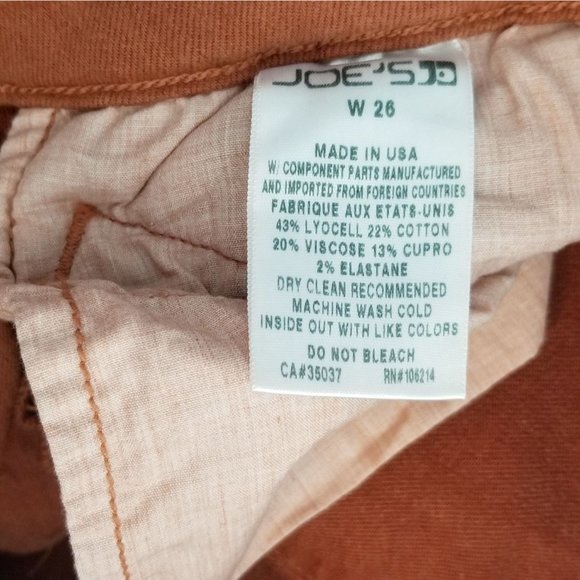 JOE'S JD
W 26
MADE IN USA
W/ COMPONENT PARTS MANUFACTURED
AND IMPORTED FROM FOREIGN COUNTRIES
FABRIQUE AUX ETATS-UNIS
43% LYOCELL 22% COTTON
20% VISCOSE 13% CUPRO
2% ELASTANE
DRY CLEAN RECOMMENDED
MACHINE WASH COLD
INSIDE OUT WITH LIKE COLORS
DO NOT BLEACH
CA#35037 RN#106214